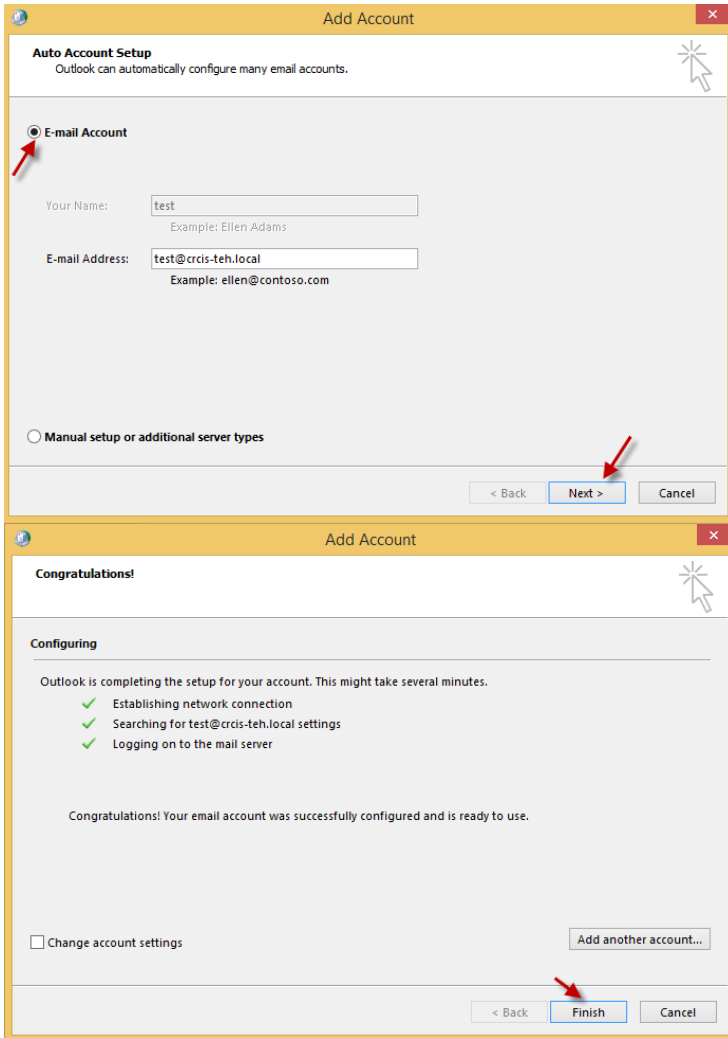 Add Account
Auto Account Setup
Outlook can automatically configure many email accounts.
E-mail Account
Your Name: test
Example: Ellen Adams
E-mail Address: test@crcis-teh.local
Example: ellen@contoso.com
Manual setup or additional server types
< Back Next > Cancel
Add Account
Congratulations!
Configuring
Outlook is completing the setup for your account. This might take several minutes.
Establishing network connection
Searching for test@crcis-teh.local settings
Logging on to the mail server
Congratulations! Your email account was successfully configured and is ready to use.
Change account settings Add another account...
< Back Finish Cancel